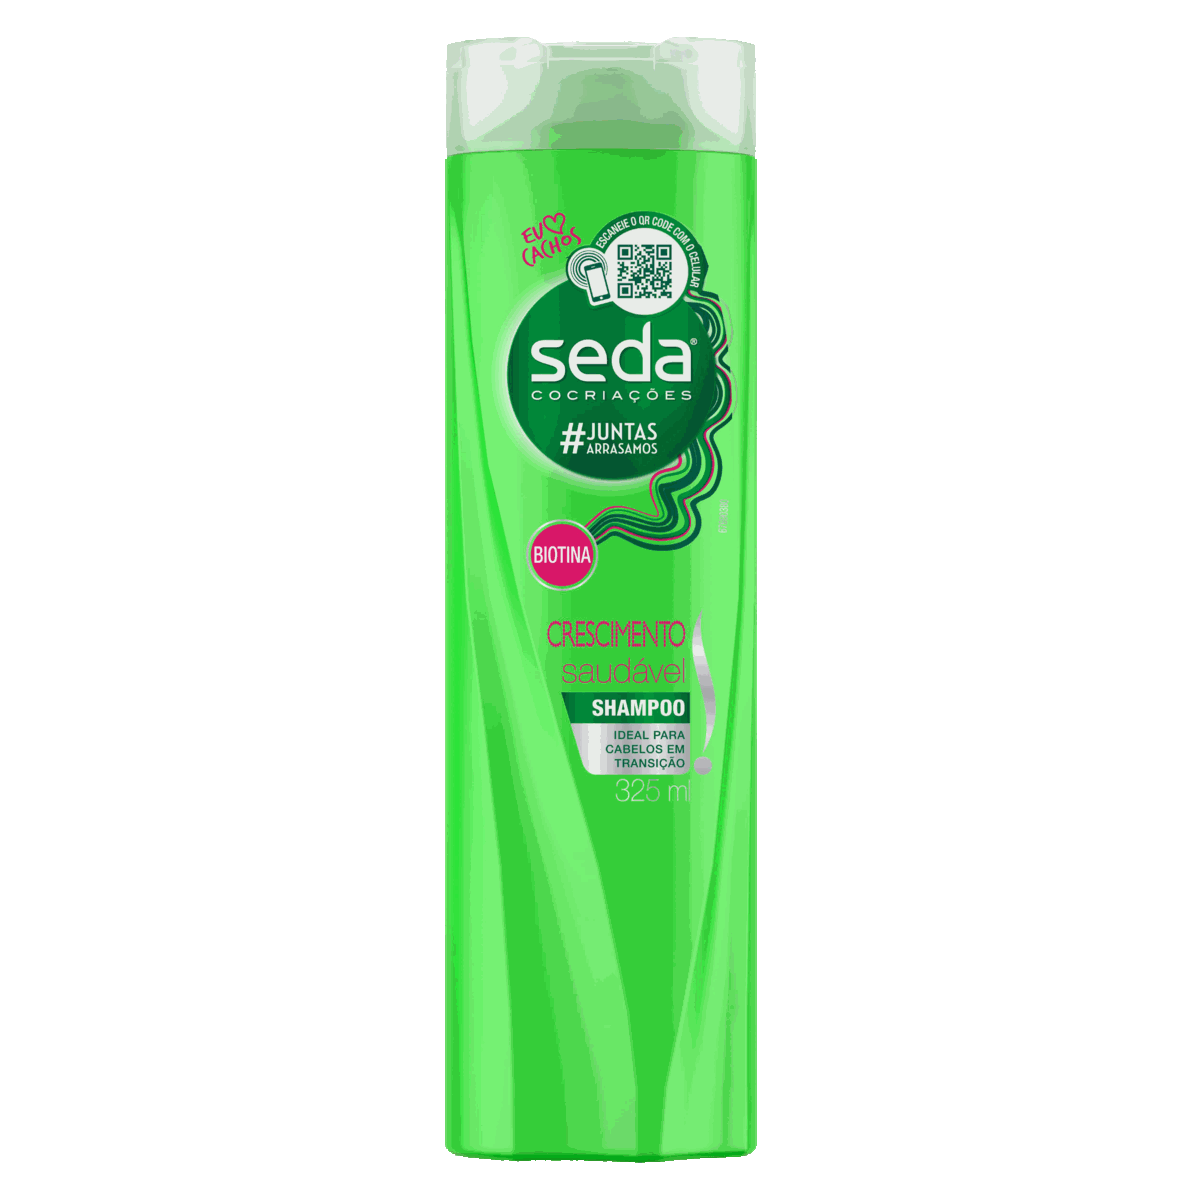 EU
CACHOS
ESCANEIE O QR CODE COM O CELULAR
seda®
COCRIAÇÕES
#JUNTAS
ARRASAMOS
BIOTINA
CRESCIMENTO
saudável
SHAMPOO
IDEAL PARA
CABELOS EM
TRANSIÇÃO
325 ml